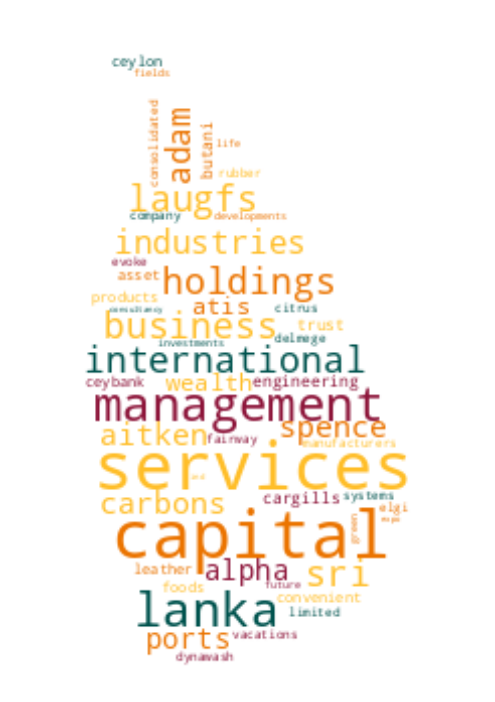 ceylon
fields
consolidated
adam
butani
life
rubber
laugfs
company
developments
industries
evoke
asset
holdings
products
atis
citrus
consultancy
business
trust
investments
delmege
international
ceybank
wealth
engineering
management
aitken
spence
fairway
manufacturers
services
carbons
cargills
systems
elgi
capital
green
leather
alpha
sri
foods
future
convenient
lanka
limited
ports
vacations
dynawash